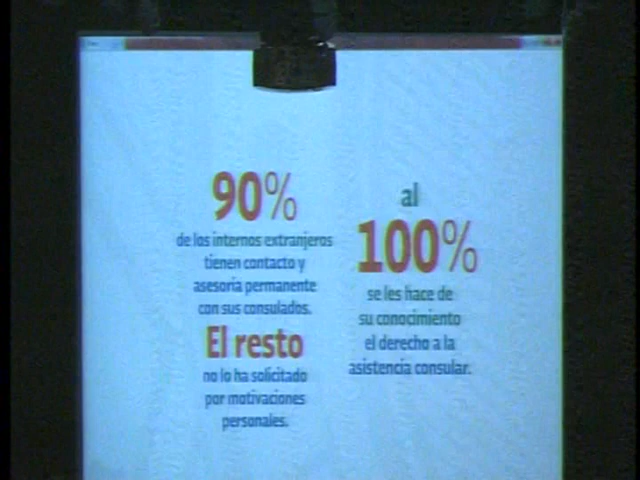 90%
de los internos extranjeros
tienen contacto y
asesoría permanente
con sus consulados.
El resto
no lo ha solicitado
por motivaciones
personales.
al
100%
se les hace de
su conocimiento
el derecho a la
asistencia consular.